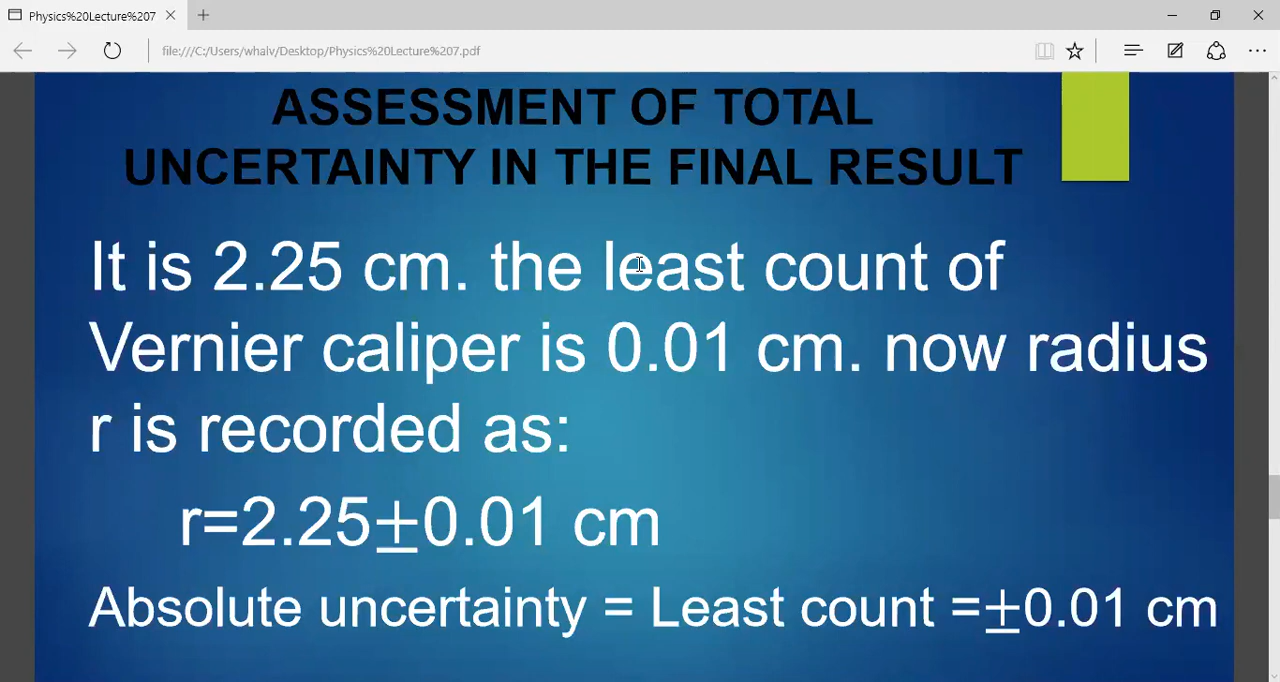 Physics%20Lecture%207
file:///C:/Users/whalv/Desktop/Physics%20Lecture%207.pdf
ASSESSMENT OF TOTAL
UNCERTAINTY IN THE FINAL RESULT
It is 2.25 cm. the least count of
Vernier caliper is 0.01 cm. now radius
r is recorded as:
r=2.25±0.01 cm
Absolute uncertainty = Least count =±0.01 cm